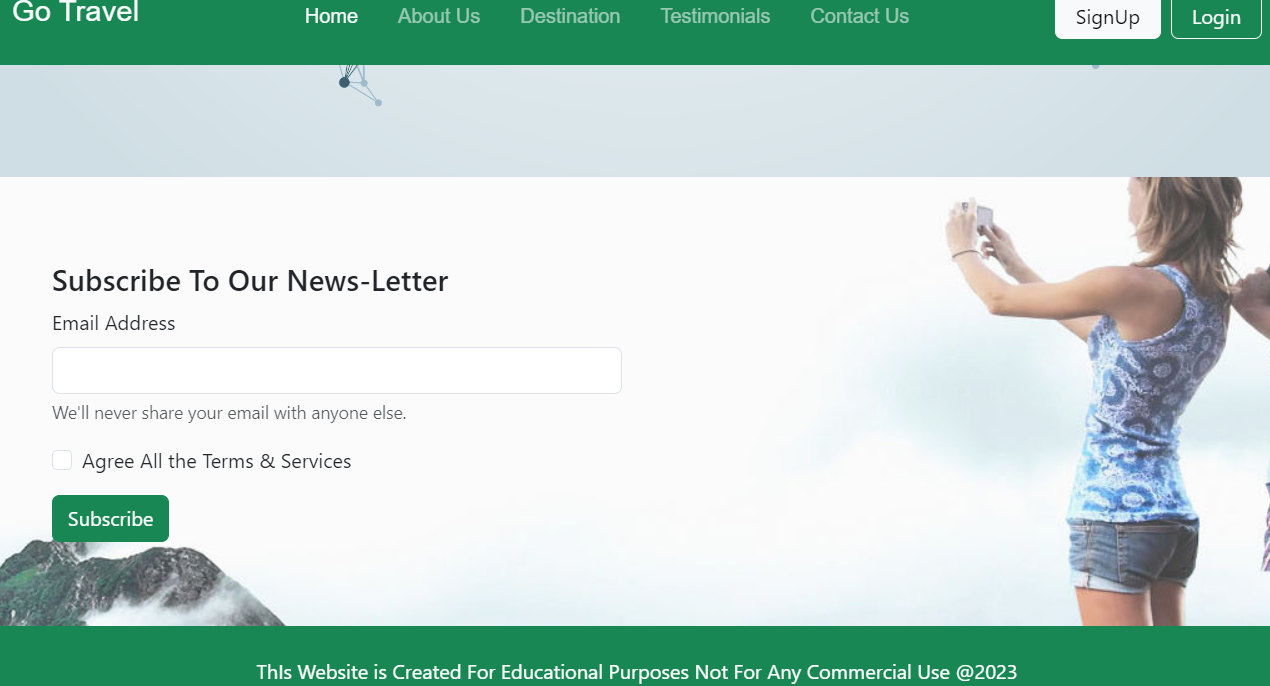 Go Travel Home About Us Destination Testimonials Contact Us SignUp Login
Subscribe To Our News-Letter
Email Address
We'll never share your email with anyone else.
Agree All the Terms & Services
Subscribe
ThIs Website is Created For Educational Purposes Not For Any Commercial Use @2023